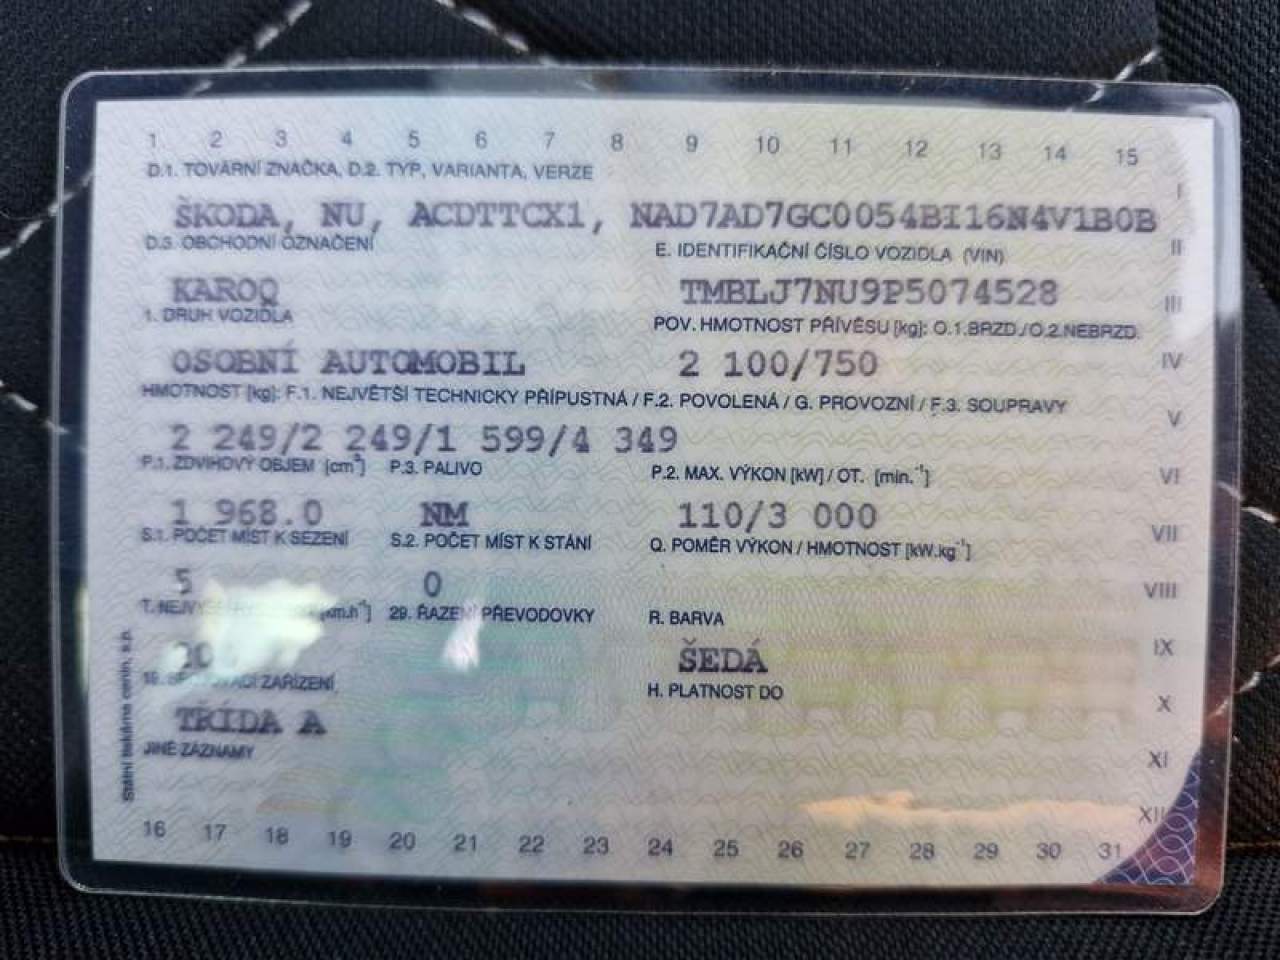 1 2 3 4 5 6 7 8 9 10 11 12 13 14 15
D.1. TOVÁRNÍ ZNAČKA, D.2. TYP, VARIANTA, VERZE
I
ŠKODA, NU, ACDTTCX1, NAD7AD7GC0054BI16N4V1B0B
D.3. OBCHODNÍ OZNAČENÍ E. IDENTIFIKAČNÍ ČÍSLO VOZIDLA (VIN) II
KAROQ TMBLJ7NU9P5074528 III
1. DRUH VOZIDLA POV. HMOTNOST PŘÍVĚSU [kg]: O.1.BRZD./O.2.NEBRZD.
OSOBNÍ AUTOMOBIL 2 100/750 IV
HMOTNOST [kg]: F.1. NEJVĚTŠÍ TECHNICKY PŘÍPUSTNÁ / F.2. POVOLENÁ / G. PROVOZNÍ / F.3. SOUPRAVY V
2 249/2 249/1 599/4 349
P.1. ZDVIHOVÝ OBJEM [cm³] P.3. PALIVO P.2. MAX. VÝKON [kW] / OT. [min.⁻¹] VI
1 968.0 NM 110/3 000
S.1. POČET MÍST K SEZENÍ S.2. POČET MÍST K STÁNÍ Q. POMĚR VÝKON / HMOTNOST [kW.kg⁻¹] VII
5 0 VIII
29. ŘAZENÍ PŘEVODOVKY R. BARVA
ŠEDÁ IX
ZAŘÍZENÍ H. PLATNOST DO X
TŘÍDA A
JINÉ ZÁZNAMY XI
XII
16 17 18 19 20 21 22 23 24 25 26 27 28 29 30 31